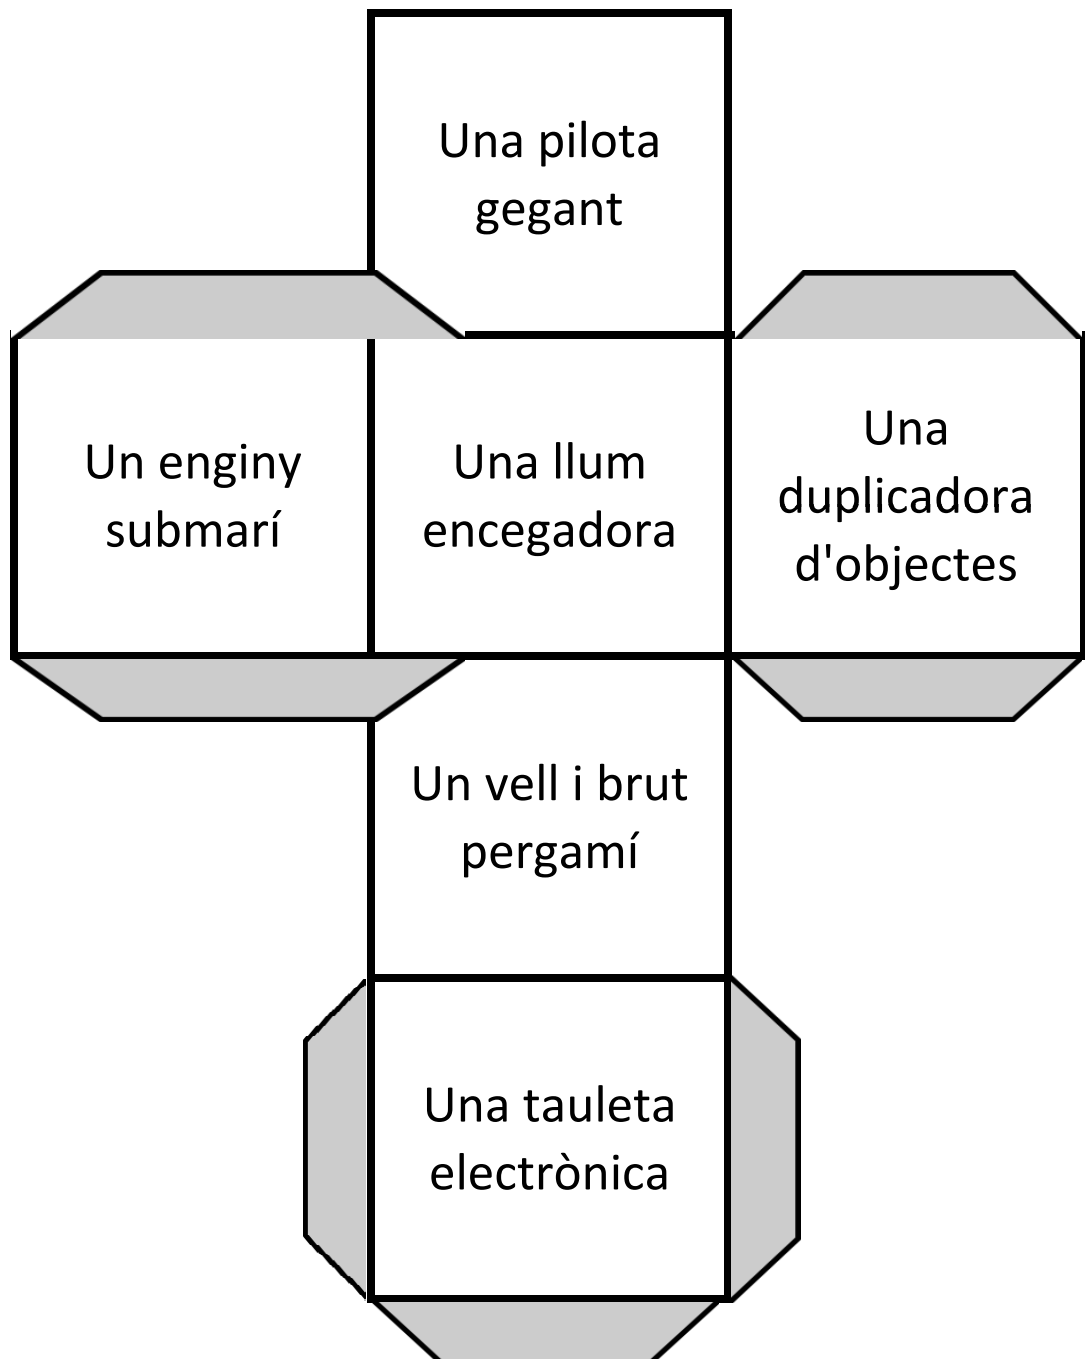 Una pilota
gegant
Un enginy
submarí
Una llum
encegadora
Una
duplicadora
d'objectes
Un vell i brut
pergamí
Una tauleta
electrònica